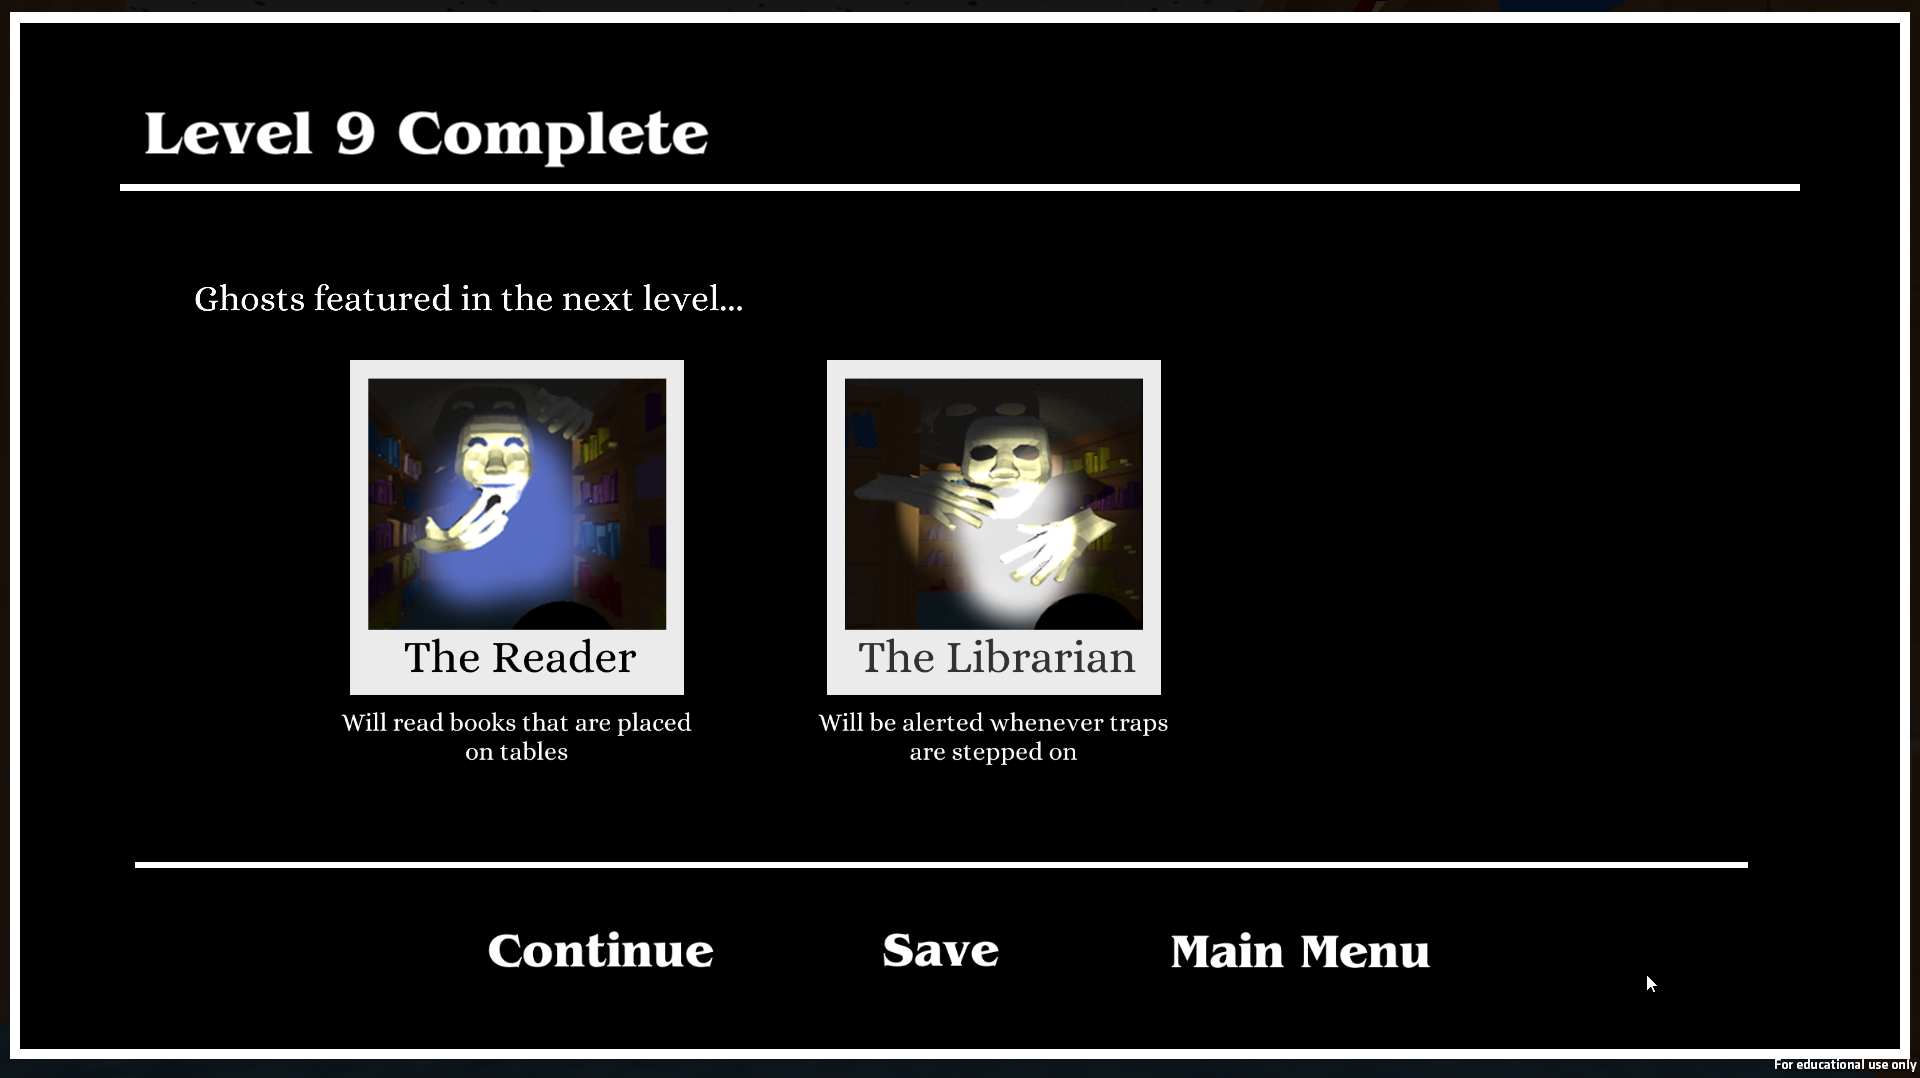 Level 9 Complete
Ghosts featured in the next level...
The Reader
Will read books that are placed
on tables
The Librarian
Will be alerted whenever traps
are stepped on
Continue
Save
Main Menu
For educational use only